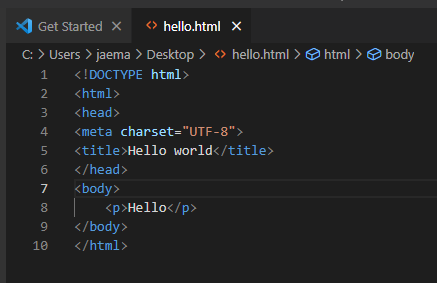 Get Started hello.html
C: > Users > jaema > Desktop > hello.html > html > body
1 <!DOCTYPE html>
2 <html>
3 <head>
4 <meta charset="UTF-8">
5 <title>Hello world</title>
6 </head>
7 <body>
8     <p>Hello</p>
9 </body>
10 </html>